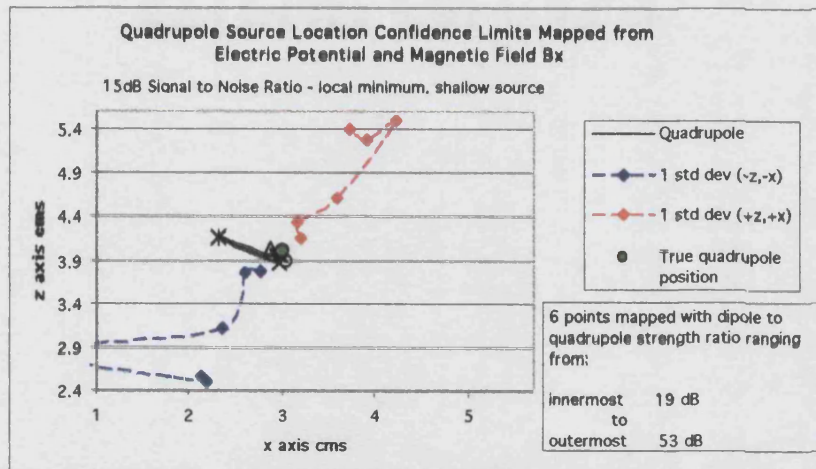 Quadrupole Source Location Confidence Limits Mapped from
Electric Potential and Magnetic Field Bx
15dB Signal to Noise Ratio - local minimum, shallow source
5.4
4.9
4.4
3.9
3.4
2.9
2.4
z axis cms
1
2
3
4
5
x axis cms
Quadrupole
1 std dev (-z,-x)
1 std dev (+z,+x)
True quadrupole
position
6 points mapped with dipole to
quadrupole strength ratio ranging
from:
innermost 19 dB
to
outermost 53 dB